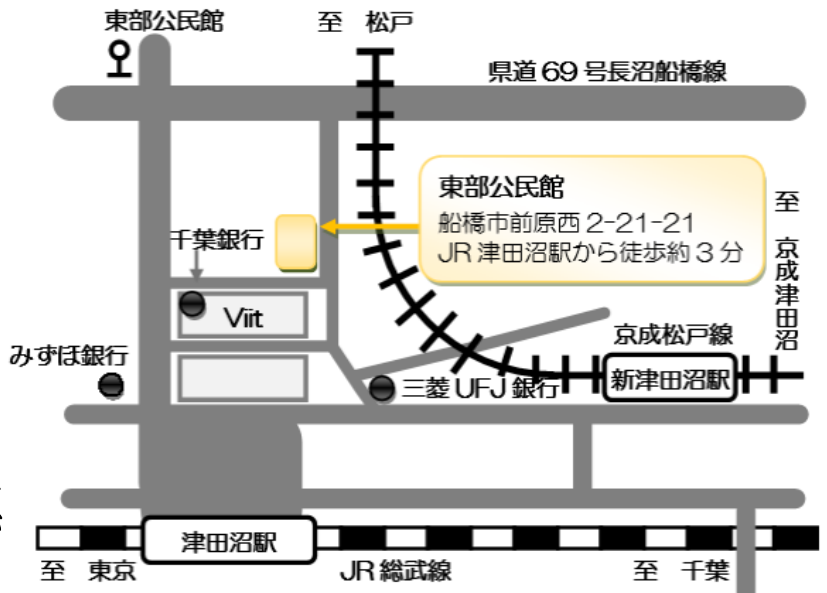 東部公民館
至 松戸
県道69号長沼船橋線
東部公民館
船橋市前原西2-21-21
JR津田沼駅から徒歩約3分
至 京成津田沼
千葉銀行
Viit
みずほ銀行
京成松戸線
三菱UFJ銀行
新津田沼駅
津田沼駅
至 東京
JR総武線
至 千葉